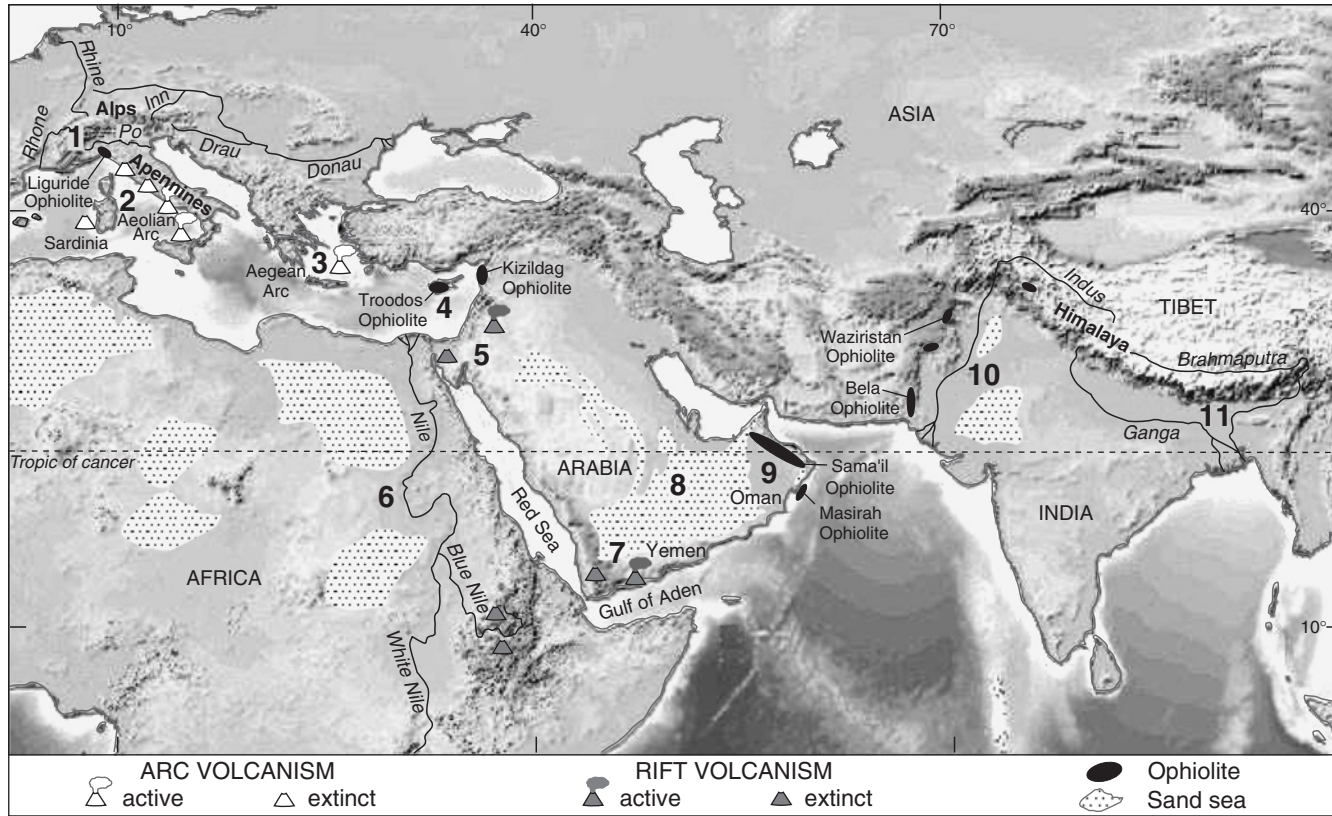 10°
40°
70°
Rhine
Alps
Inn
ASIA
Rhone
1
Po
Drau
Donau
Liguride
Ophiolite
Apennines
2
Aeolian
Arc
Sardinia
40°
3
Aegean
Arc
Kizildag
Ophiolite
Troodos
Ophiolite
4
5
Indus
TIBET
Himalaya
Waziristan
Ophiolite
Brahmaputra
Bela
Ophiolite
10
11
Nile
Ganga
Tropic of cancer
ARABIA
8
9
Sama'il
Ophiolite
Oman
Masirah
Ophiolite
6
Red Sea
INDIA
7
Yemen
AFRICA
Blue Nile
Gulf of Aden
10°
White Nile
ARC VOLCANISM
active
extinct
RIFT VOLCANISM
active
extinct
Ophiolite
Sand sea